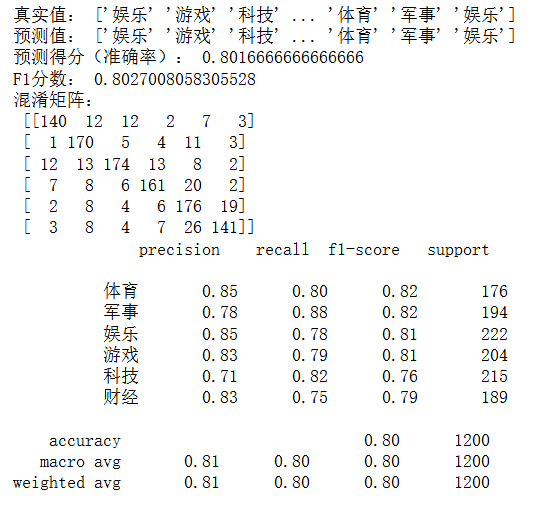 真实值: ['娱乐' '游戏' '科技' ... '体育' '军事' '娱乐']
预测值: ['娱乐' '游戏' '科技' ... '体育' '军事' '娱乐']
预测得分（准确率）: 0.8016666666666666
F1分数: 0.8027008058305528
混淆矩阵:
[[140 12 12 2 7 3]
[ 1 170 5 4 11 3]
[ 12 13 174 13 8 2]
[ 7 8 6 161 20 2]
[ 2 8 4 6 176 19]
[ 3 8 4 7 26 141]]
precision recall f1-score support
体育 0.85 0.80 0.82 176
军事 0.78 0.88 0.82 194
娱乐 0.85 0.78 0.81 222
游戏 0.83 0.79 0.81 204
科技 0.71 0.82 0.76 215
财经 0.83 0.75 0.79 189
accuracy 0.80 1200
macro avg 0.81 0.80 0.80 1200
weighted avg 0.81 0.80 0.80 1200